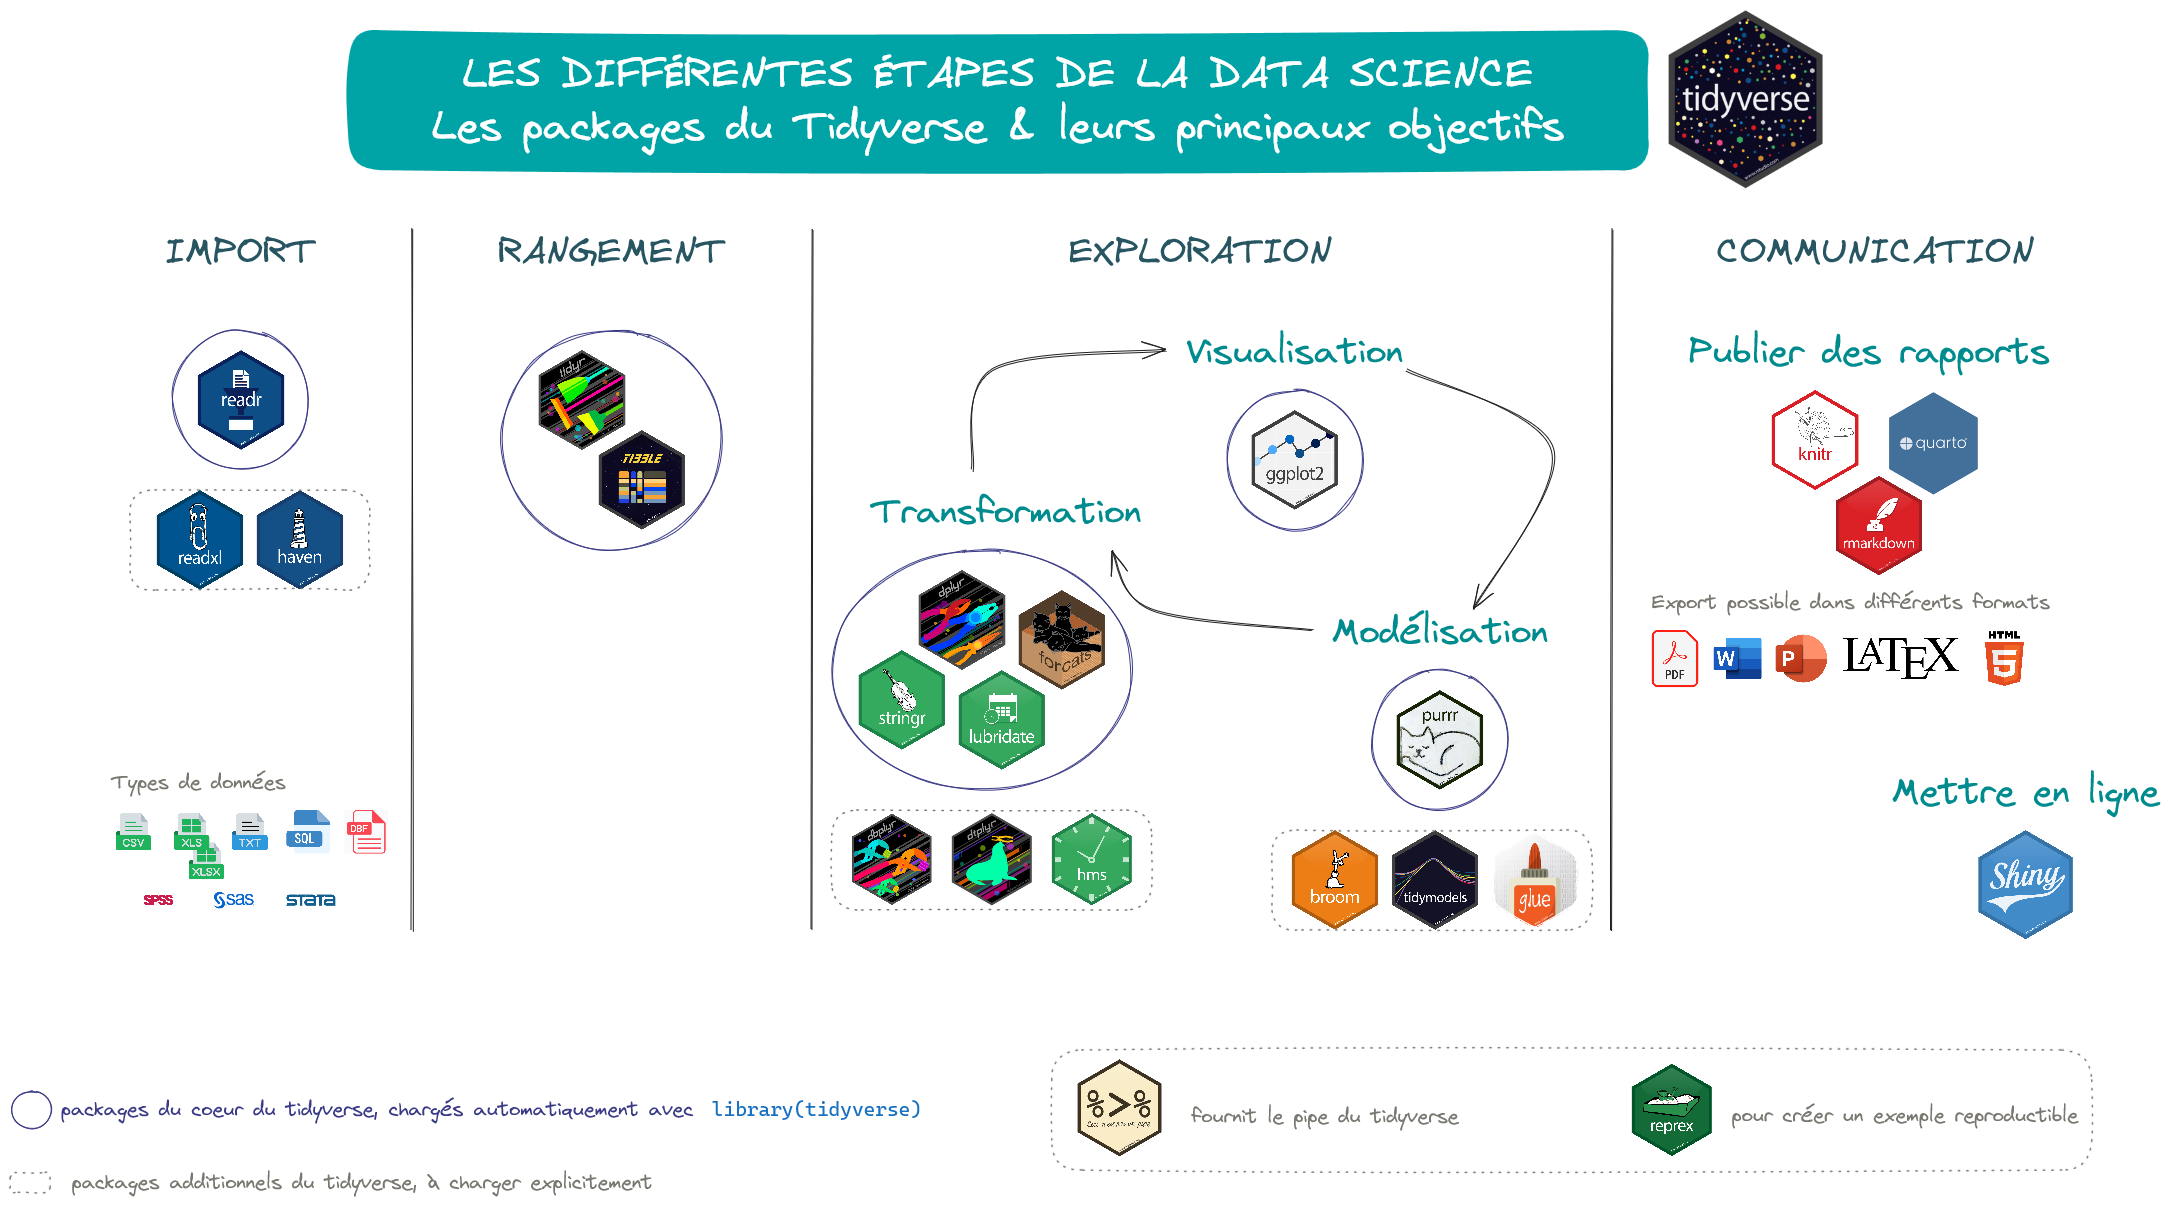 LES DIFFÉRENTES ÉTAPES DE LA DATA SCIENCE
Les packages du Tidyverse & leurs principaux objectifs
tidyverse
IMPORT
readr
readxl
haven
Types de données
CSV
XLS
XLSX
TXT
SQL
DBF
SPSS
sas
STATA
RANGEMENT
tidyr
TIBBLE
EXPLORATION
Visualisation
ggplot2
Transformation
dplyr
forcats
stringr
lubridate
dbplyr
dtplyr
hms
Modélisation
purrr
broom
tidymodels
glue
COMMUNICATION
Publier des rapports
knitr
quarto
rmarkdown
Export possible dans différents formats
PDF
W
P
LATEX
HTML
5
Mettre en ligne
Shiny
packages du coeur du tidyverse, chargés automatiquement avec library(tidyverse)
packages additionnels du tidyverse, à charger explicitement
%>%
Ceci n'est pas un pipe
fournit le pipe du tidyverse
reprex
pour créer un exemple reproductible